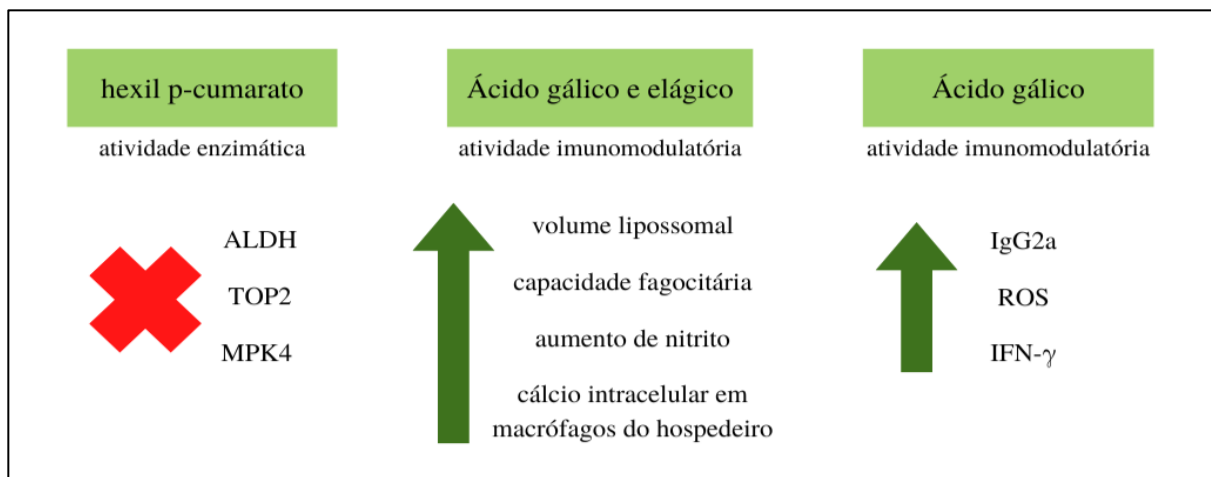 hexil p-cumarato
atividade enzimática
ALDH
TOP2
MPK4
Ácido gálico e elágico
atividade imunomodulatória
volume lipossomal
capacidade fagocitária
aumento de nitrito
cálcio intracelular em
macrófagos do hospedeiro
Ácido gálico
atividade imunomodulatória
IgG2a
ROS
IFN-γ